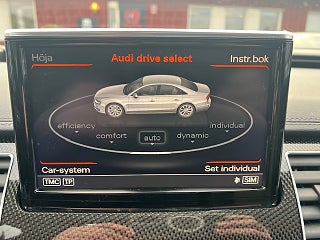 Höja Audi drive select Instr.bok
efficiency individual
comfort auto dynamic
Car-system Set individual
TMC TP SIM